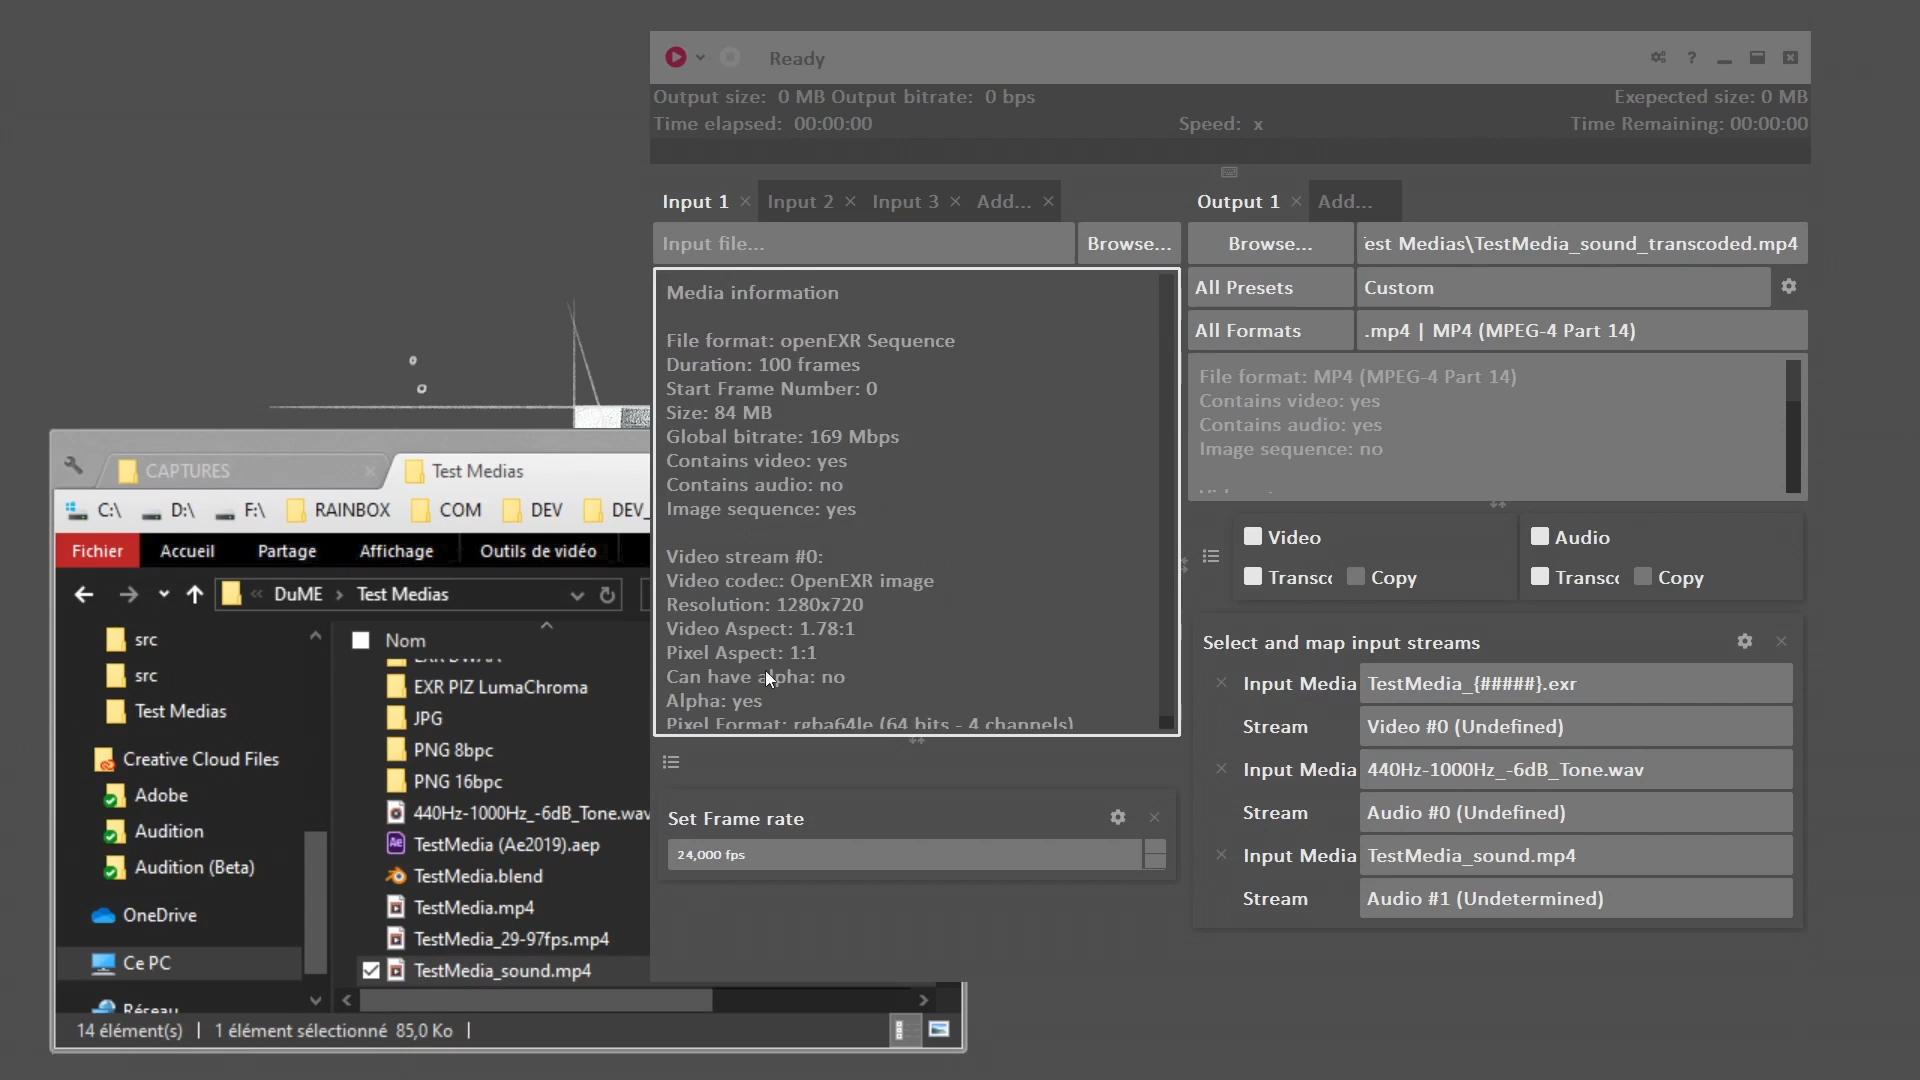 Ready
Output size: 0 MB Output bitrate: 0 bps
Exepected size: 0 MB
Time elapsed: 00:00:00
Speed: x
Time Remaining: 00:00:00
Input 1
Input 2
Input 3
Add...
Input file...
Browse...
Media information
File format: openEXR Sequence
Duration: 100 frames
Start Frame Number: 0
Size: 84 MB
Global bitrate: 169 Mbps
Contains video: yes
Contains audio: no
Image sequence: yes
Video stream #0:
Video codec: OpenEXR image
Resolution: 1280x720
Video Aspect: 1.78:1
Pixel Aspect: 1:1
Can have alpha: no
Alpha: yes
Pixel Format: rgba64le (64 bits - 4 channels)
Set Frame rate
24,000 fps
Output 1
Add...
Browse...
est Medias\TestMedia_sound_transcoded.mp4
All Presets
Custom
All Formats
.mp4 | MP4 (MPEG-4 Part 14)
File format: MP4 (MPEG-4 Part 14)
Contains video: yes
Contains audio: yes
Image sequence: no
Video
Transc
Copy
Audio
Transc
Copy
Select and map input streams
Input Media
TestMedia_{#####}.exr
Stream
Video #0 (Undefined)
Input Media
440Hz-1000Hz_-6dB_Tone.wav
Stream
Audio #0 (Undefined)
Input Media
TestMedia_sound.mp4
Stream
Audio #1 (Undetermined)
CAPTURES
Test Medias
C:\
D:\
F:\
RAINBOX
COM
DEV
DEV_
Fichier
Accueil
Partage
Affichage
Outils de vidéo
« DuME › Test Medias
src
src
Test Medias
Creative Cloud Files
Adobe
Audition
Audition (Beta)
OneDrive
Ce PC
Réseau
Nom
EXR PIZ LumaChroma
JPG
PNG 8bpc
PNG 16bpc
440Hz-1000Hz_-6dB_Tone.wav
TestMedia (Ae2019).aep
TestMedia.blend
TestMedia.mp4
TestMedia_29-97fps.mp4
TestMedia_sound.mp4
14 élément(s)
1 élément sélectionné 85,0 Ko